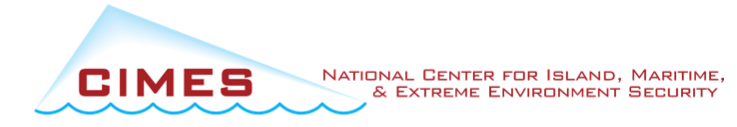 CIMES
National Center for Island, Maritime,
& Extreme Environment Security